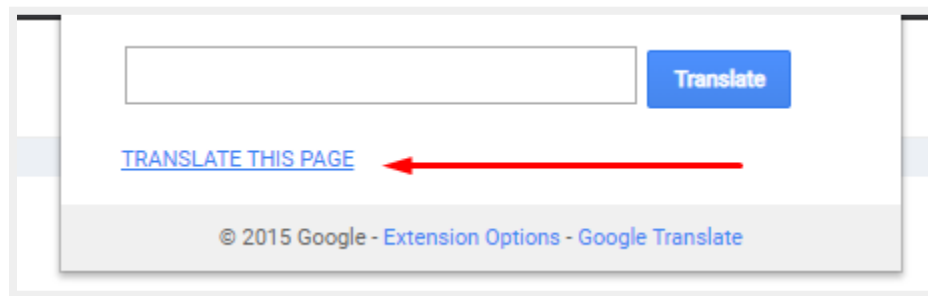 Translate
TRANSLATE THIS PAGE
© 2015 Google - Extension Options - Google Translate